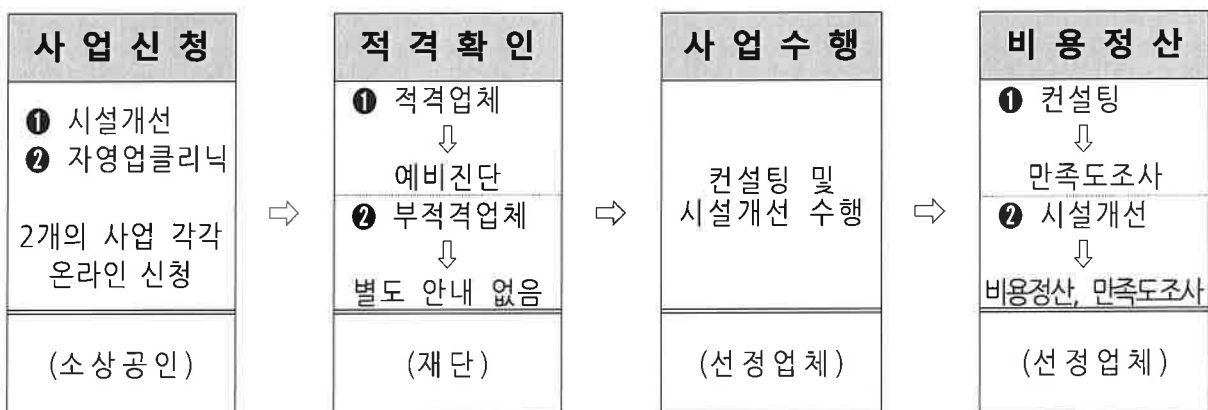 사 업 신 청
❶ 시설개선
❷ 자영업클리닉
2개의 사업 각각
온라인 신청
(소상공인)
⇨
적 격 확 인
❶ 적격업체
⇩
예비진단
❷ 부적격업체
⇩
별도 안내 없음
(재단)
⇨
사 업 수 행
컨설팅 및
시설개선 수행
(선정업체)
⇨
비 용 정 산
❶ 컨설팅
⇩
만족도조사
❷ 시설개선
⇩
비용정산, 만족도조사
(선정업체)